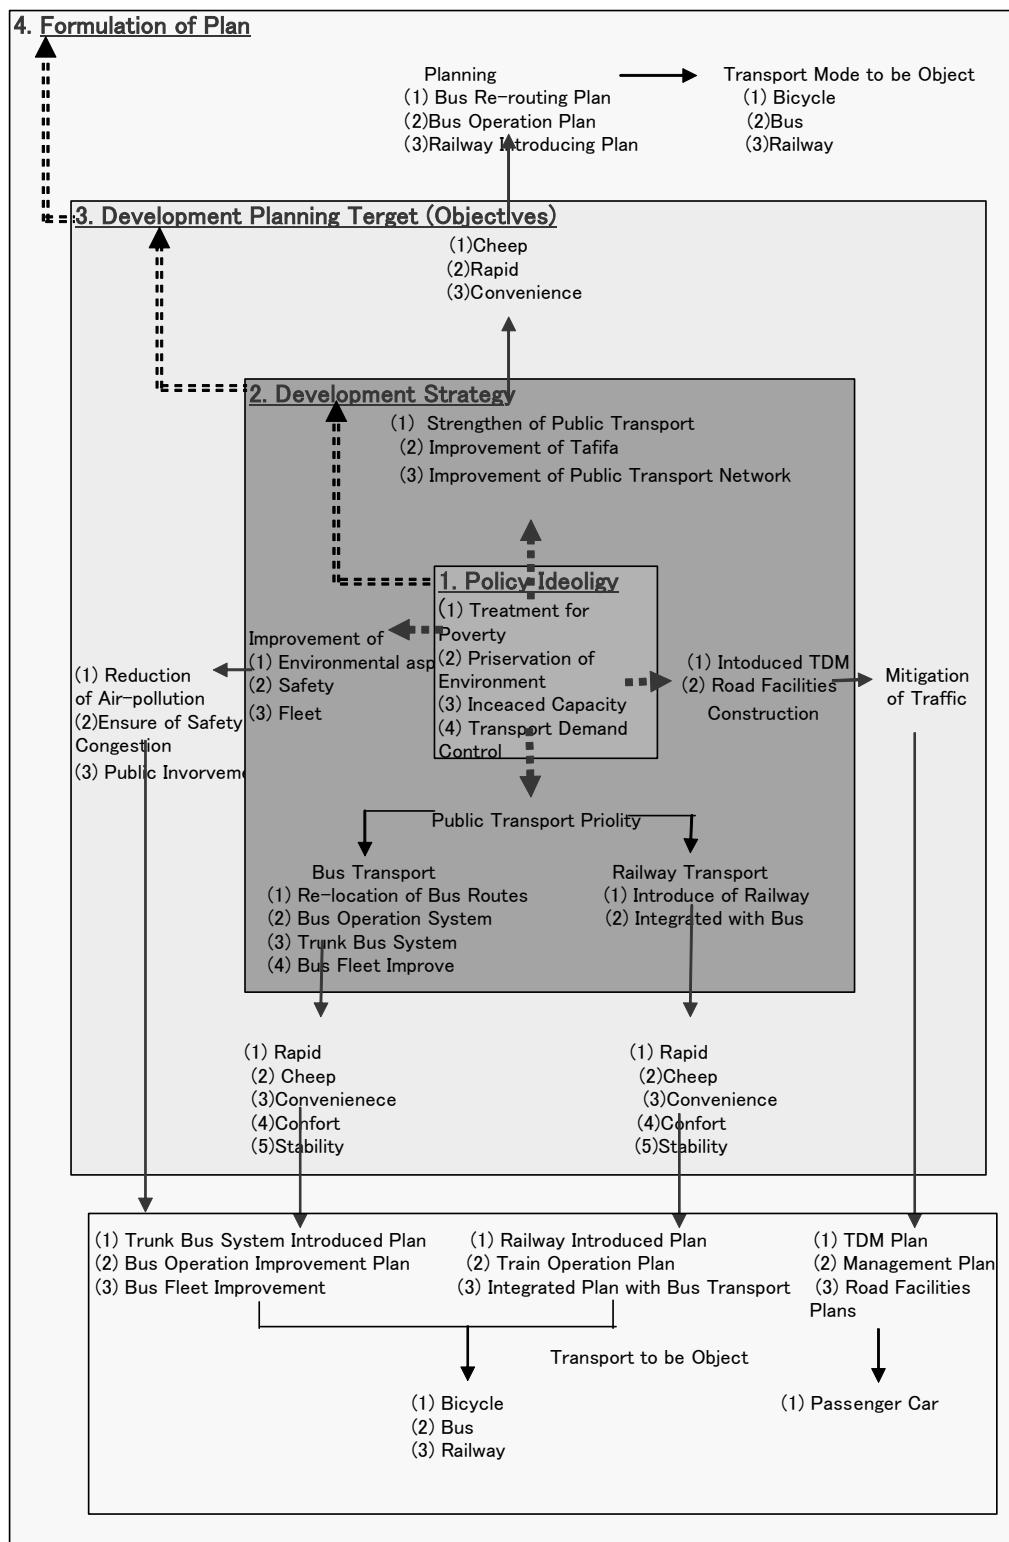 4. Formulation of Plan
Planning
(1) Bus Re-routing Plan
(2)Bus Operation Plan
(3)Railway Introducing Plan
Transport Mode to be Object
(1) Bicycle
(2)Bus
(3)Railway
3. Development Planning Terget (Objectives)
(1)Cheep
(2)Rapid
(3)Convenience
2. Development Strategy
(1) Strengthen of Public Transport
(2) Improvement of Tafifa
(3) Improvement of Public Transport Network
1. Policy Ideoligy
(1) Treatment for
Poverty
(2) Priservation of
Environment
(3) Inceaced Capacity
(4) Transport Demand
Control
Improvement of
(1) Environmental asp
(2) Safety
(3) Fleet
(1) Reduction
of Air-pollution
(2)Ensure of Safety
Congestion
(3) Public Invorveme
(1) Intoduced TDM
(2) Road Facilities
Construction
Mitigation
of Traffic
Public Transport Priolity
Bus Transport
(1) Re-location of Bus Routes
(2) Bus Operation System
(3) Trunk Bus System
(4) Bus Fleet Improve
Railway Transport
(1) Introduce of Railway
(2) Integrated with Bus
(1) Rapid
(2) Cheep
(3)Convenienece
(4)Confort
(5)Stability
(1) Rapid
(2)Cheep
(3)Convenience
(4)Confort
(5)Stability
(1) Trunk Bus System Introduced Plan
(2) Bus Operation Improvement Plan
(3) Bus Fleet Improvement
(1) Railway Introduced Plan
(2) Train Operation Plan
(3) Integrated Plan with Bus Transport
(1) TDM Plan
(2) Management Plan
(3) Road Facilities
Plans
Transport to be Object
(1) Bicycle
(2) Bus
(3) Railway
(1) Passenger Car